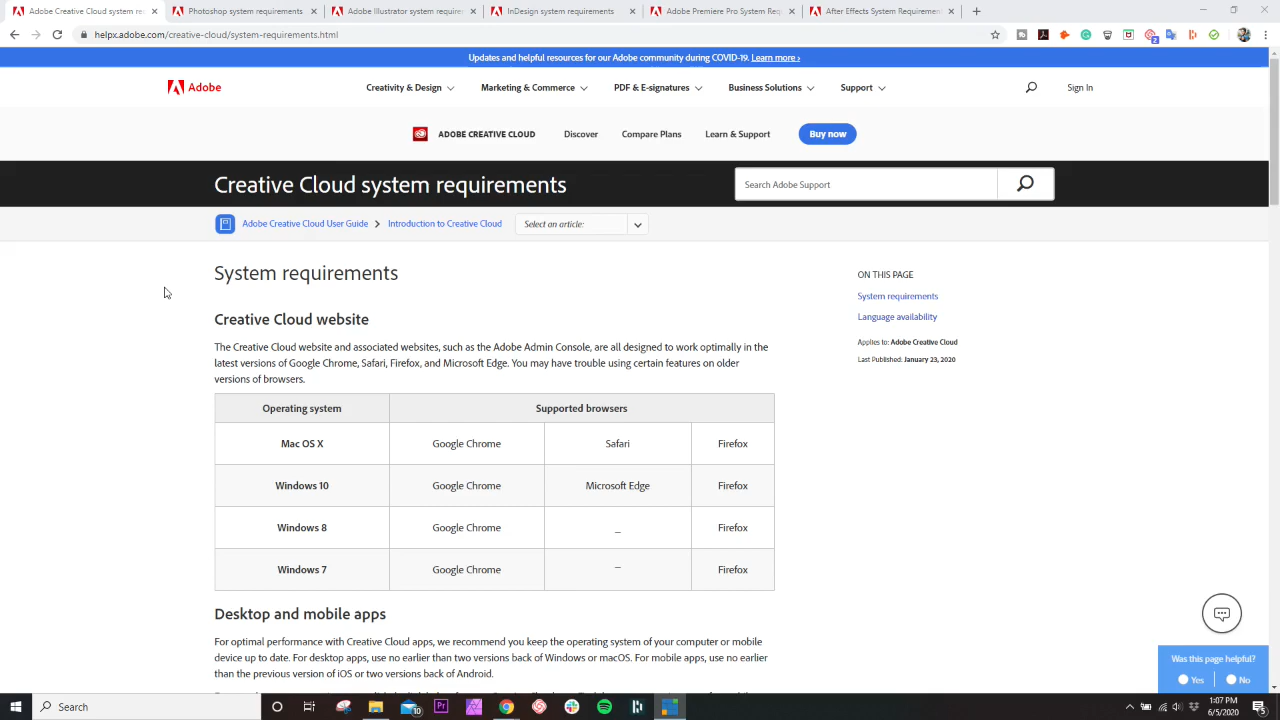 Adobe Creative Cloud system re
Photoshop system requirements
Adobe Illustrator system requirem
InDesign system requirements
Adobe Premiere Pro System Requ
After Effects System Requirement
helpx.adobe.com/creative-cloud/system-requirements.html
2
Updates and helpful resources for our Adobe community during COVID-19. Learn more ›
Adobe
Creativity & Design
Marketing & Commerce
PDF & E-signatures
Business Solutions
Support
Sign In
ADOBE CREATIVE CLOUD
Discover
Compare Plans
Learn & Support
Buy now
Creative Cloud system requirements
Search Adobe Support
Adobe Creative Cloud User Guide
Introduction to Creative Cloud
Select an article:
System requirements
ON THIS PAGE
System requirements
Language availability
Applies to: Adobe Creative Cloud
Last Published: January 23, 2020
Creative Cloud website
The Creative Cloud website and associated websites, such as the Adobe Admin Console, are all designed to work optimally in the
latest versions of Google Chrome, Safari, Firefox, and Microsoft Edge. You may have trouble using certain features on older
versions of browsers.
Operating system Supported browsers
Mac OS X Google Chrome Safari Firefox
Windows 10 Google Chrome Microsoft Edge Firefox
Windows 8 Google Chrome _ Firefox
Windows 7 Google Chrome – Firefox
Desktop and mobile apps
For optimal performance with Creative Cloud apps, we recommend you keep the operating system of your computer or mobile
device up to date. For desktop apps, use no earlier than two versions back of Windows or macOS. For mobile apps, use no earlier
than the previous version of iOS or two versions back of Android.
Was this page helpful?
Yes
No
Search
10
Pr
1:07 PM
6/5/2020
5